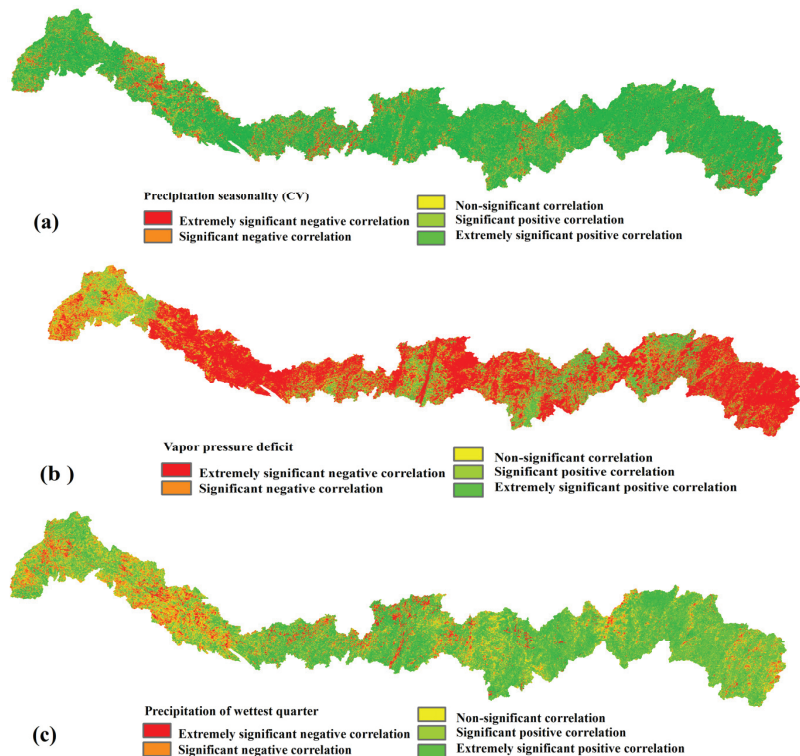 Precipitation seasonality (CV)
Extremely significant negative correlation
Significant negative correlation
Non-significant correlation
Significant positive correlation
Extremely significant positive correlation
(a)
Vapor pressure deficit
Extremely significant negative correlation
Significant negative correlation
Non-significant correlation
Significant positive correlation
Extremely significant positive correlation
(b )
Precipitation of wettest quarter
Extremely significant negative correlation
Significant negative correlation
Non-significant correlation
Significant positive correlation
Extremely significant positive correlation
(c)